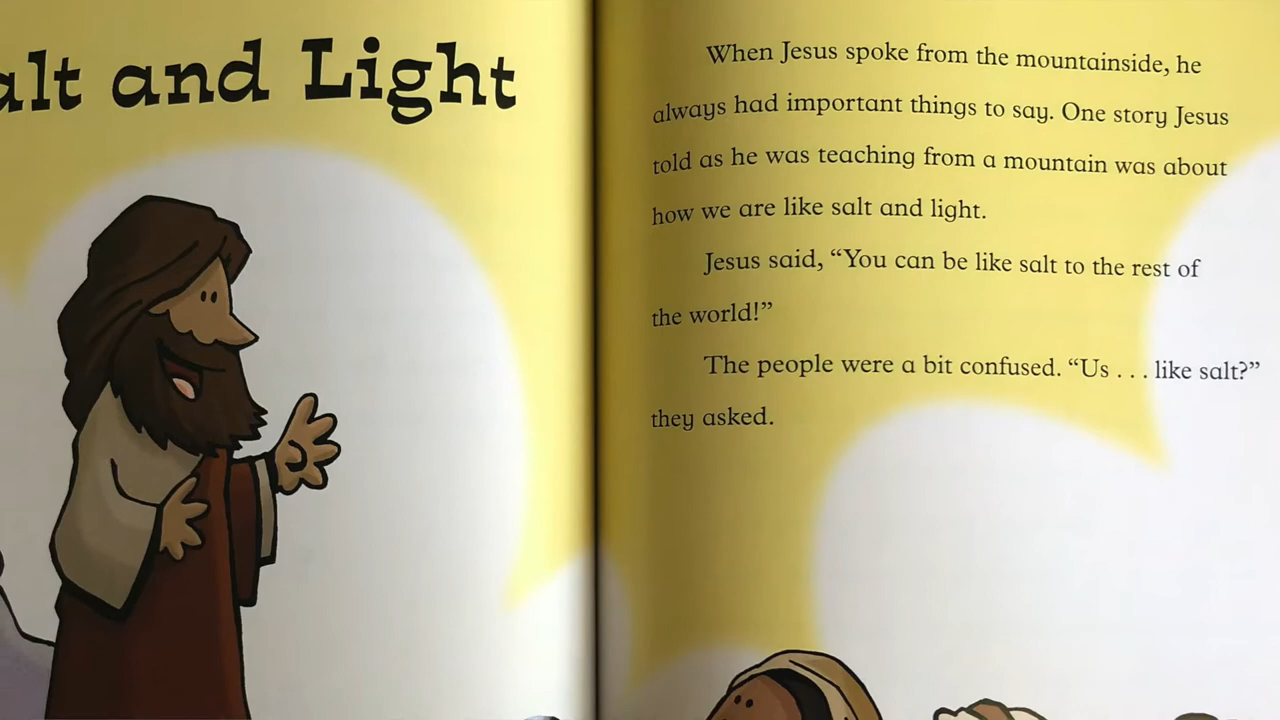 alt and Light
When Jesus spoke from the mountainside, he
always had important things to say. One story Jesus
told as he was teaching from a mountain was about
how we are like salt and light.
Jesus said, “You can be like salt to the rest of
the world!”
The people were a bit confused. “Us . . . like salt?”
they asked.